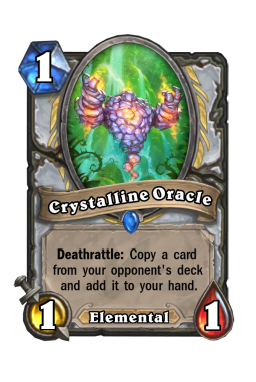 1
Crystalline Oracle
Deathrattle: Copy a card
from your opponent's deck
and add it to your hand.
1
Elemental
1